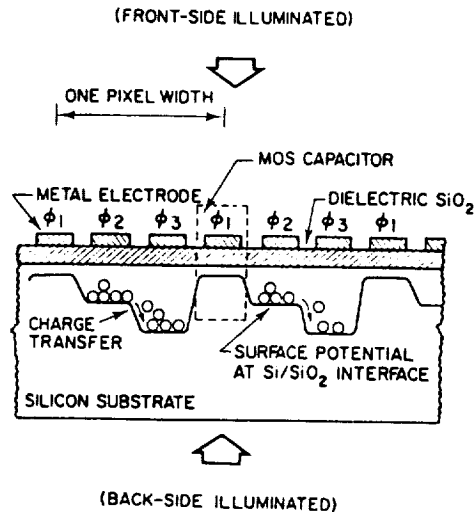 (FRONT-SIDE ILLUMINATED)
ONE PIXEL WIDTH
MOS CAPACITOR
METAL ELECTRODE
DIELECTRIC SiO₂
ϕ1 ϕ2 ϕ3 ϕ1 ϕ2 ϕ3 ϕ1
CHARGE
TRANSFER
SURFACE POTENTIAL
AT Si/SiO₂ INTERFACE
SILICON SUBSTRATE
(BACK-SIDE ILLUMINATED)